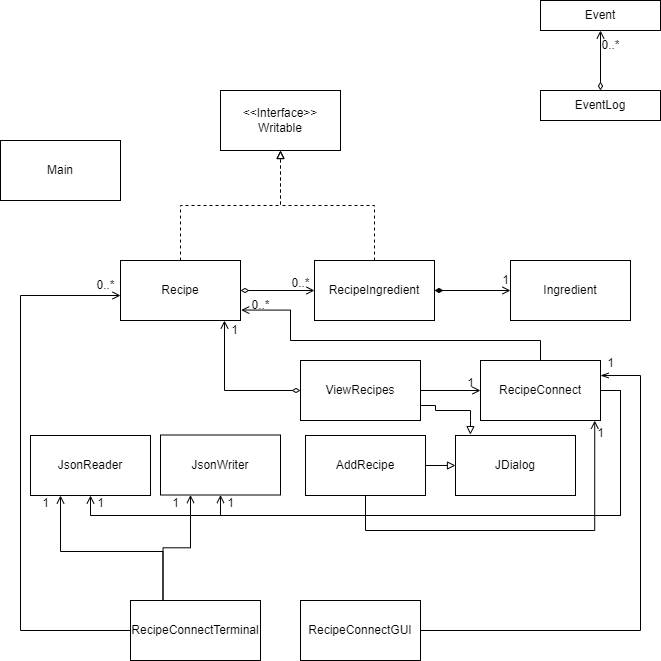 Event
0..*
EventLog
<<Interface>>
Writable
Main
0..*
Recipe
0..*
RecipeIngredient
1
Ingredient
0..*
1
ViewRecipes
1
RecipeConnect
1
JsonReader
JsonWriter
AddRecipe
JDialog
1
1
1
1
1
RecipeConnectTerminal
RecipeConnectGUI